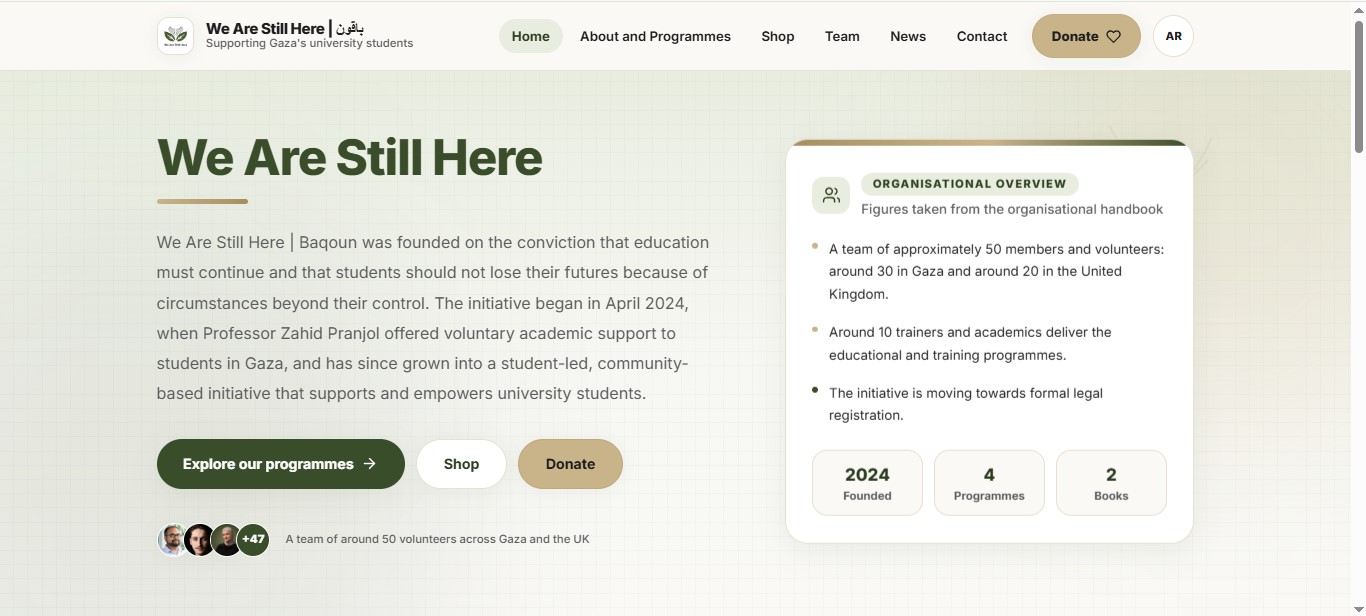 We Are Still Here | باقون
Supporting Gaza's university students
Home
About and Programmes
Shop
Team
News
Contact
Donate
AR
We Are Still Here
We Are Still Here | Baqoun was founded on the conviction that education
must continue and that students should not lose their futures because of
circumstances beyond their control. The initiative began in April 2024,
when Professor Zahid Pranjol offered voluntary academic support to
students in Gaza, and has since grown into a student-led, community-
based initiative that supports and empowers university students.
Explore our programmes
Shop
Donate
+47
A team of around 50 volunteers across Gaza and the UK
ORGANISATIONAL OVERVIEW
Figures taken from the organisational handbook
A team of approximately 50 members and volunteers:
around 30 in Gaza and around 20 in the United
Kingdom.
Around 10 trainers and academics deliver the
educational and training programmes.
The initiative is moving towards formal legal
registration.
2024
Founded
4
Programmes
2
Books